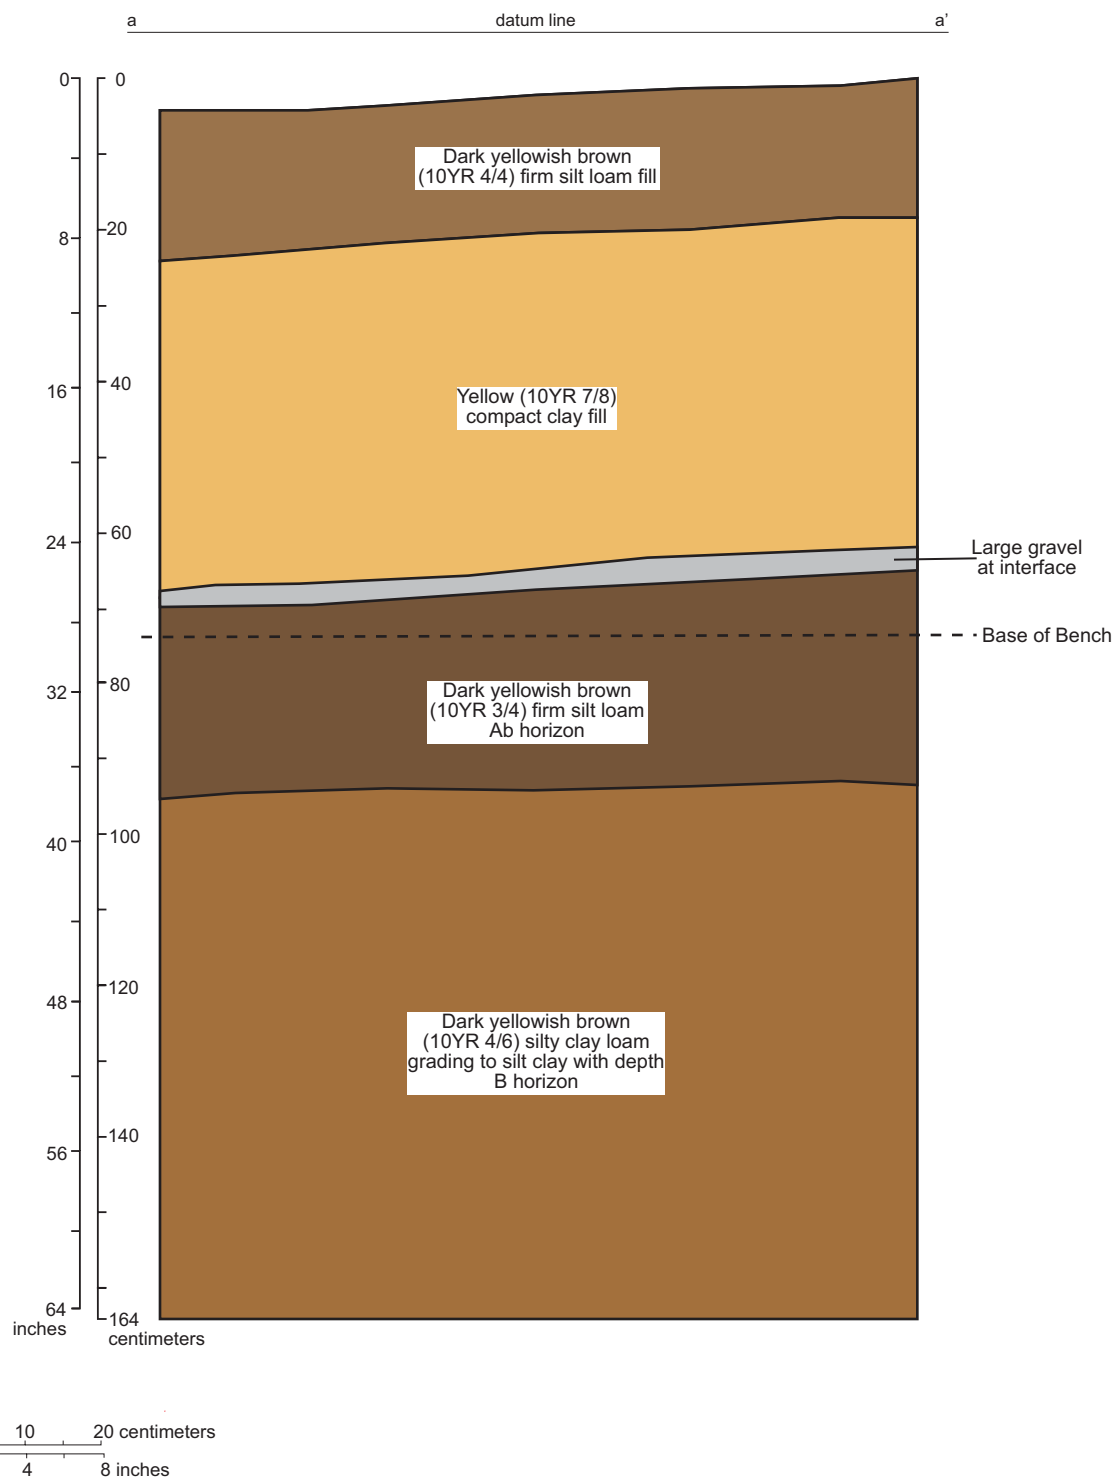 a datum line a’
0 0
Dark yellowish brown
(10YR 4/4) firm silt loam fill
20
8
40
16
Yellow (10YR 7/8)
compact clay fill
60
24
Large gravel
at interface
Base of Bench
80
32
Dark yellowish brown
(10YR 3/4) firm silt loam
Ab horizon
100
40
120
48
Dark yellowish brown
(10YR 4/6) silty clay loam
grading to silt clay with depth
B horizon
140
56
64
inches
164
centimeters
10 20 centimeters
4 8 inches